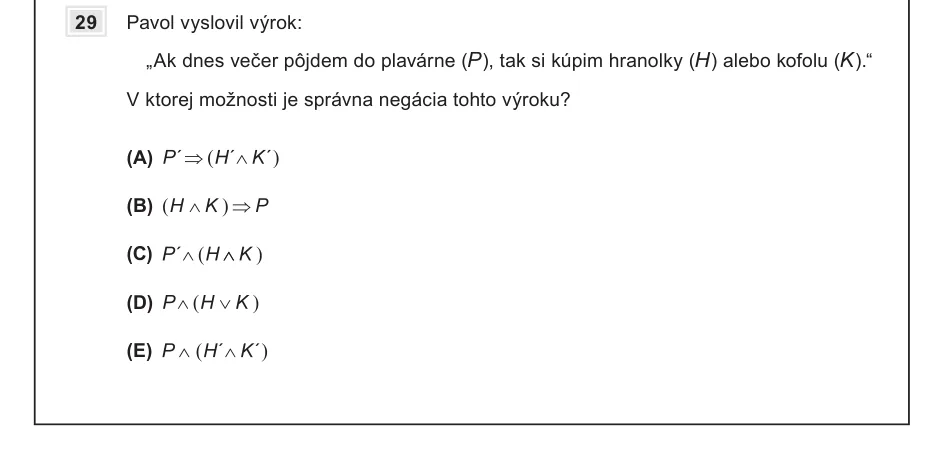 29 Pavol vyslovil výrok:
„Ak dnes večer pôjdem do plavárne (P), tak si kúpim hranolky (H) alebo kofolu (K).“
V ktorej možnosti je správna negácia tohto výroku?
(A) P´⇒(H´∧K´)
(B) (H∧K)⇒P
(C) P´∧(H∧K)
(D) P∧(H∨K)
(E) P∧(H´∧K´)